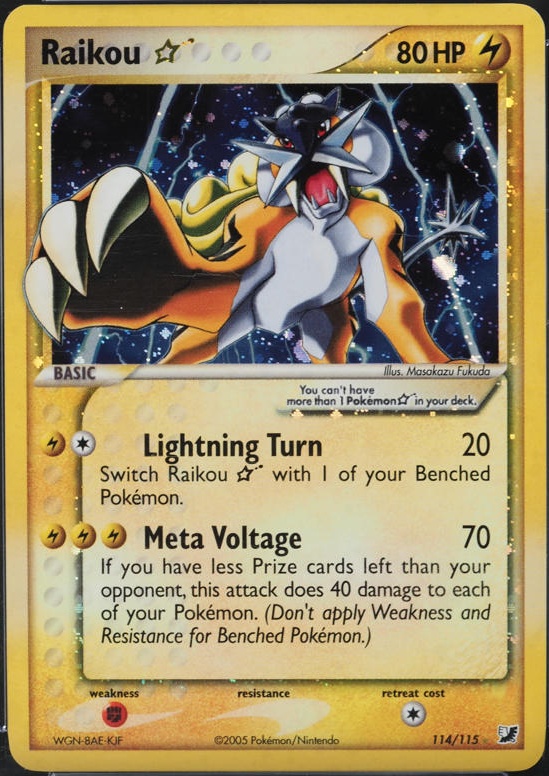 Raikou ☆ 80 HP
BASIC
Illus. Masakazu Fukuda
You can't have
more than 1 Pokémon ☆ in your deck.
Lightning Turn 20
Switch Raikou ☆ with 1 of your Benched
Pokémon.
Meta Voltage 70
If you have less Prize cards left than your
opponent, this attack does 40 damage to each
of your Pokémon. (Don't apply Weakness and
Resistance for Benched Pokémon.)
weakness resistance retreat cost
WGN-8AE-KJF ©2005 Pokémon/Nintendo 114/115